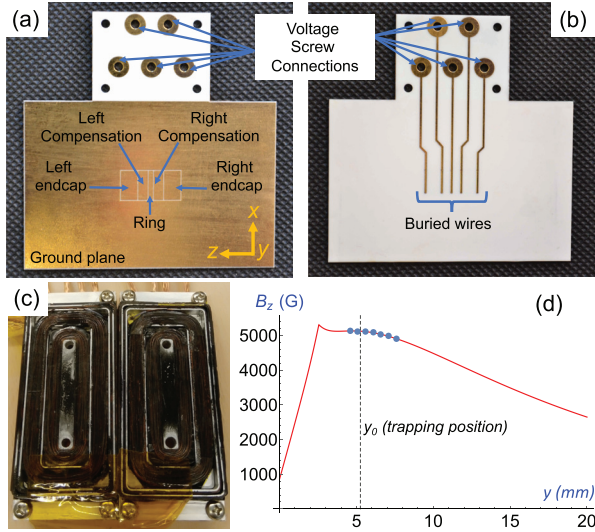 (a)
Voltage
Screw
Connections
(b)
Left
Compensation
Right
Compensation
Left
endcap
Right
endcap
Ring
Ground plane
x
z
y
Buried wires
(c)
(d)
Bz (G)
5000
4000
3000
2000
1000
y₀ (trapping position)
y (mm)
5
10
15
20